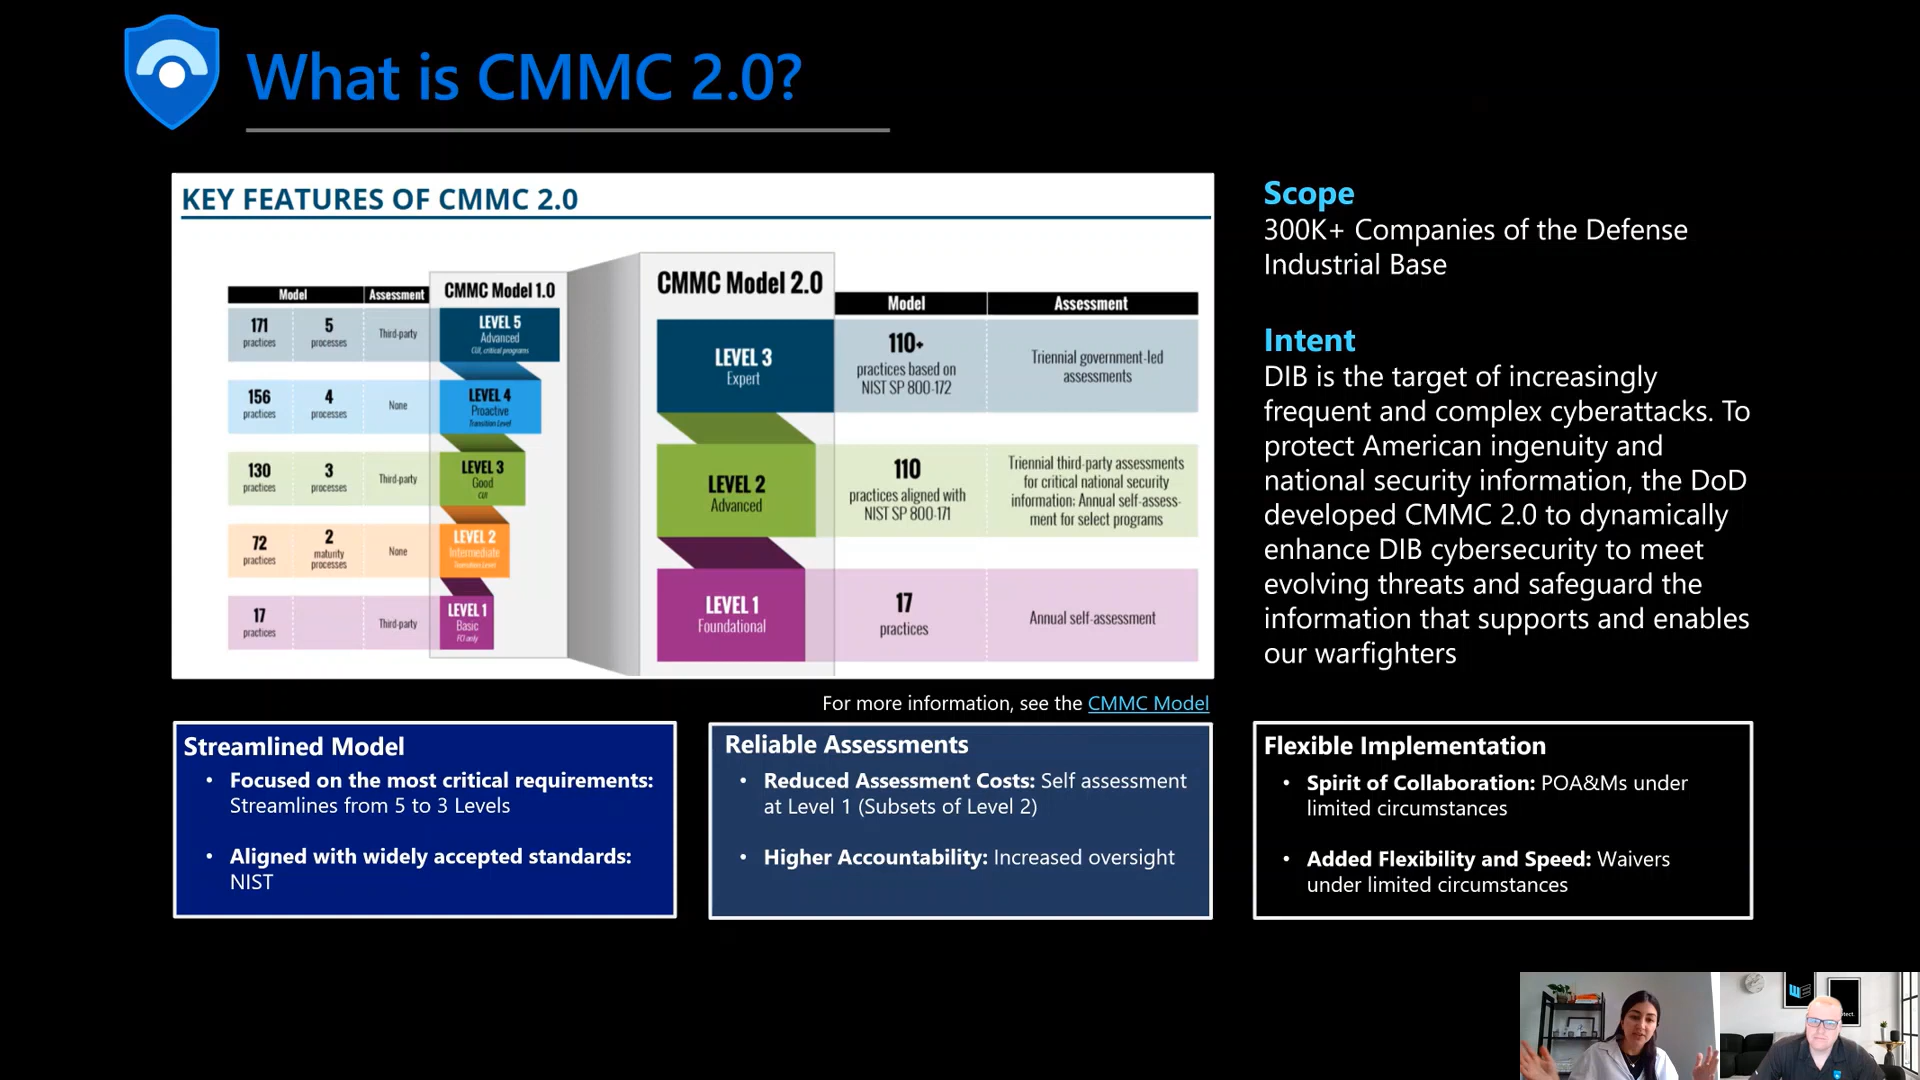 What is CMMC 2.0?
KEY FEATURES OF CMMC 2.0
Model
Assessment
CMMC Model 1.0
171
practices
5
processes
Third-party
LEVEL 5
Advanced
CUI, critical programs
156
practices
4
processes
None
LEVEL 4
Proactive
Transition Level
130
practices
3
processes
Third-party
LEVEL 3
Good
CUI
72
practices
2
maturity
processes
None
LEVEL 2
Intermediate
Transition Level
17
practices
Third-party
LEVEL 1
Basic
FCI only
CMMC Model 2.0
Model
Assessment
LEVEL 3
Expert
110+
practices based on
NIST SP 800-172
Triennial government-led
assessments
LEVEL 2
Advanced
110
practices aligned with
NIST SP 800-171
Triennial third-party assessments
for critical national security
information; Annual self-assess-
ment for select programs
LEVEL 1
Foundational
17
practices
Annual self-assessment
For more information, see the CMMC Model
Scope
300K+ Companies of the Defense
Industrial Base
Intent
DIB is the target of increasingly
frequent and complex cyberattacks. To
protect American ingenuity and
national security information, the DoD
developed CMMC 2.0 to dynamically
enhance DIB cybersecurity to meet
evolving threats and safeguard the
information that supports and enables
our warfighters
Streamlined Model
• Focused on the most critical requirements:
Streamlines from 5 to 3 Levels
• Aligned with widely accepted standards:
NIST
Reliable Assessments
• Reduced Assessment Costs: Self assessment
at Level 1 (Subsets of Level 2)
• Higher Accountability: Increased oversight
Flexible Implementation
• Spirit of Collaboration: POA&Ms under
limited circumstances
• Added Flexibility and Speed: Waivers
under limited circumstances